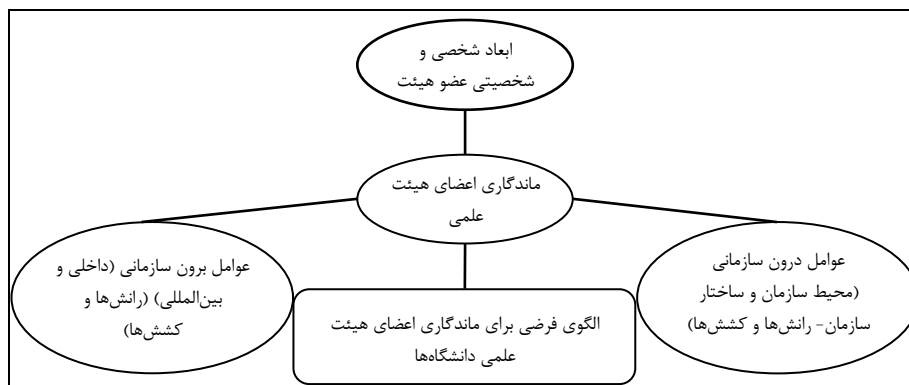 ابعاد شخصی و
شخصیتی عضو هیئت
ماندگاری اعضای هیئت
علمی
عوامل درون سازمانی
(محیط سازمان و ساختار
سازمان- رانش‌ها و کشش‌ها)
الگوی فرضی برای ماندگاری اعضای هیئت
علمی دانشگاه‌ها
عوامل برون سازمانی (داخلی و
بین‌المللی) (رانش‌ها و
کشش‌ها)